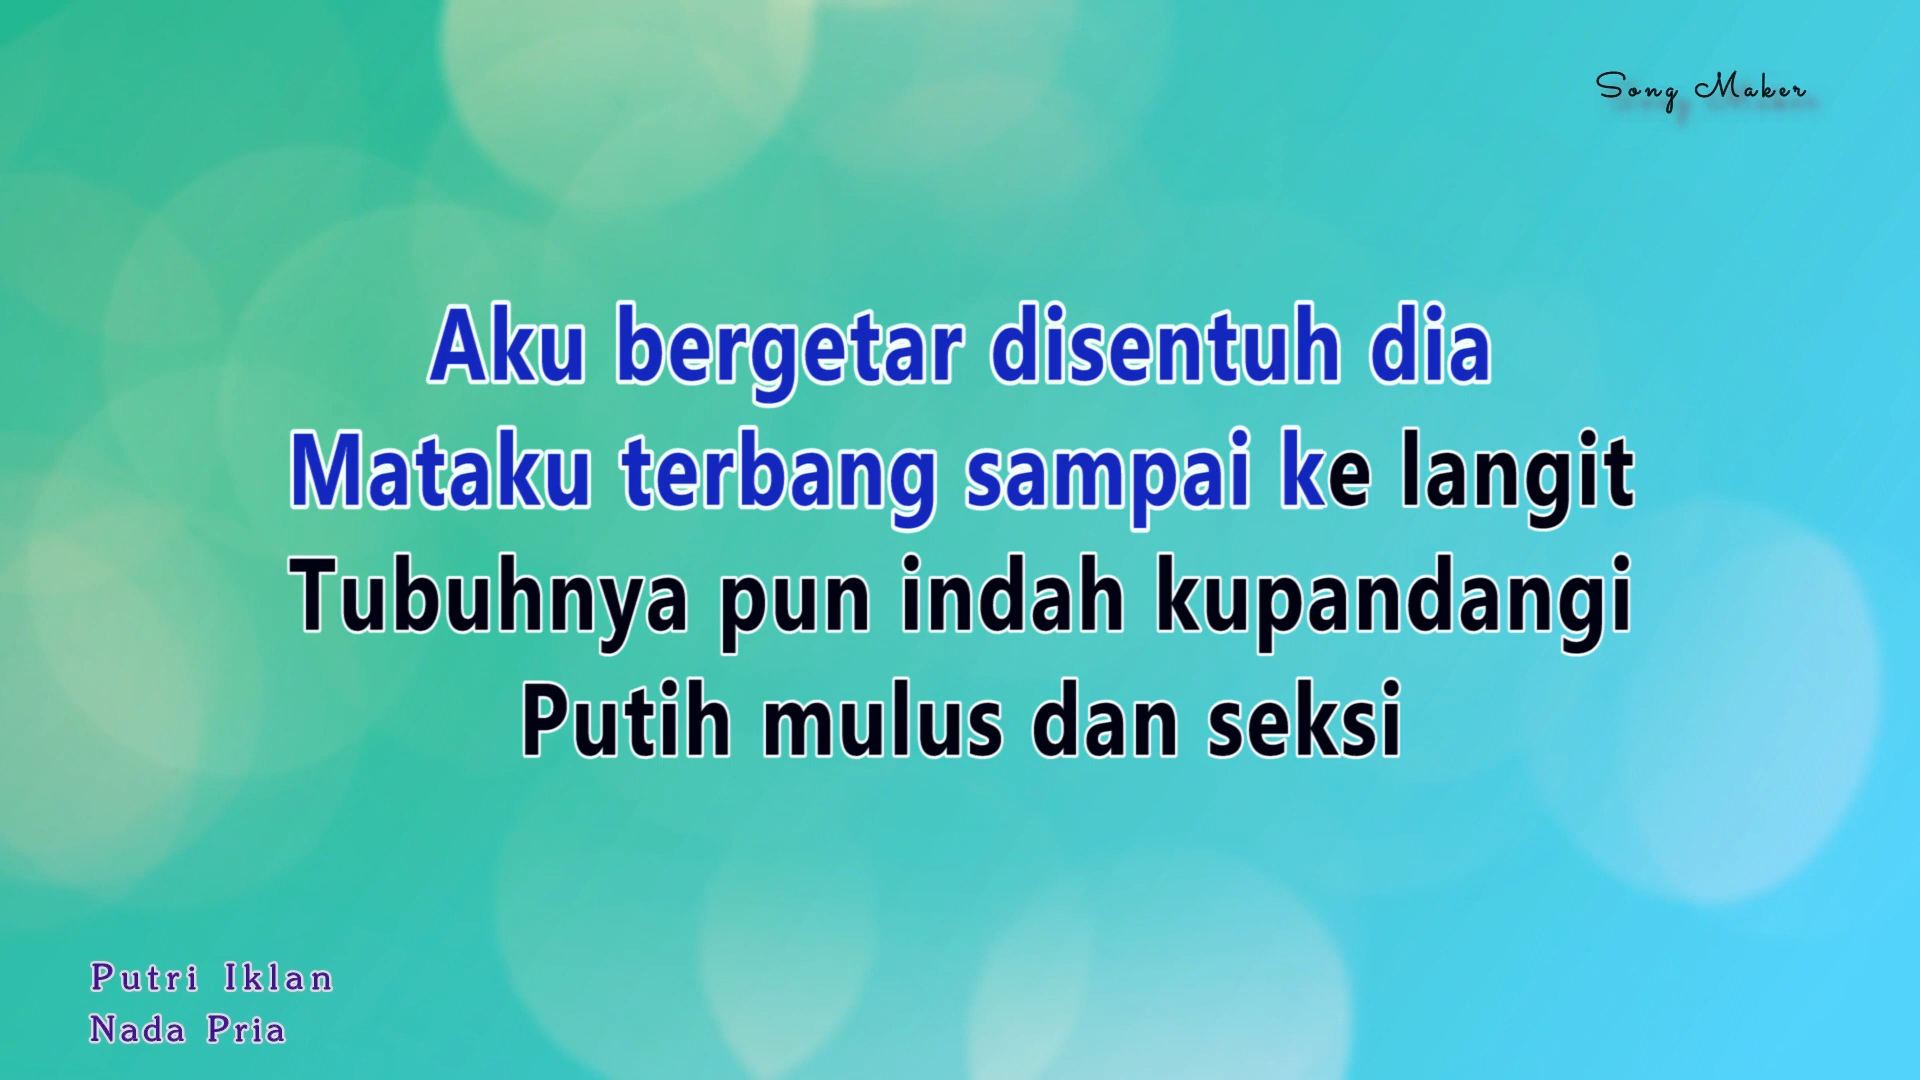 Song Maker
Aku bergetar disentuh dia
Mataku terbang sampai ke langit
Tubuhnya pun indah kupandangi
Putih mulus dan seksi
Putri Iklan
Nada Pria